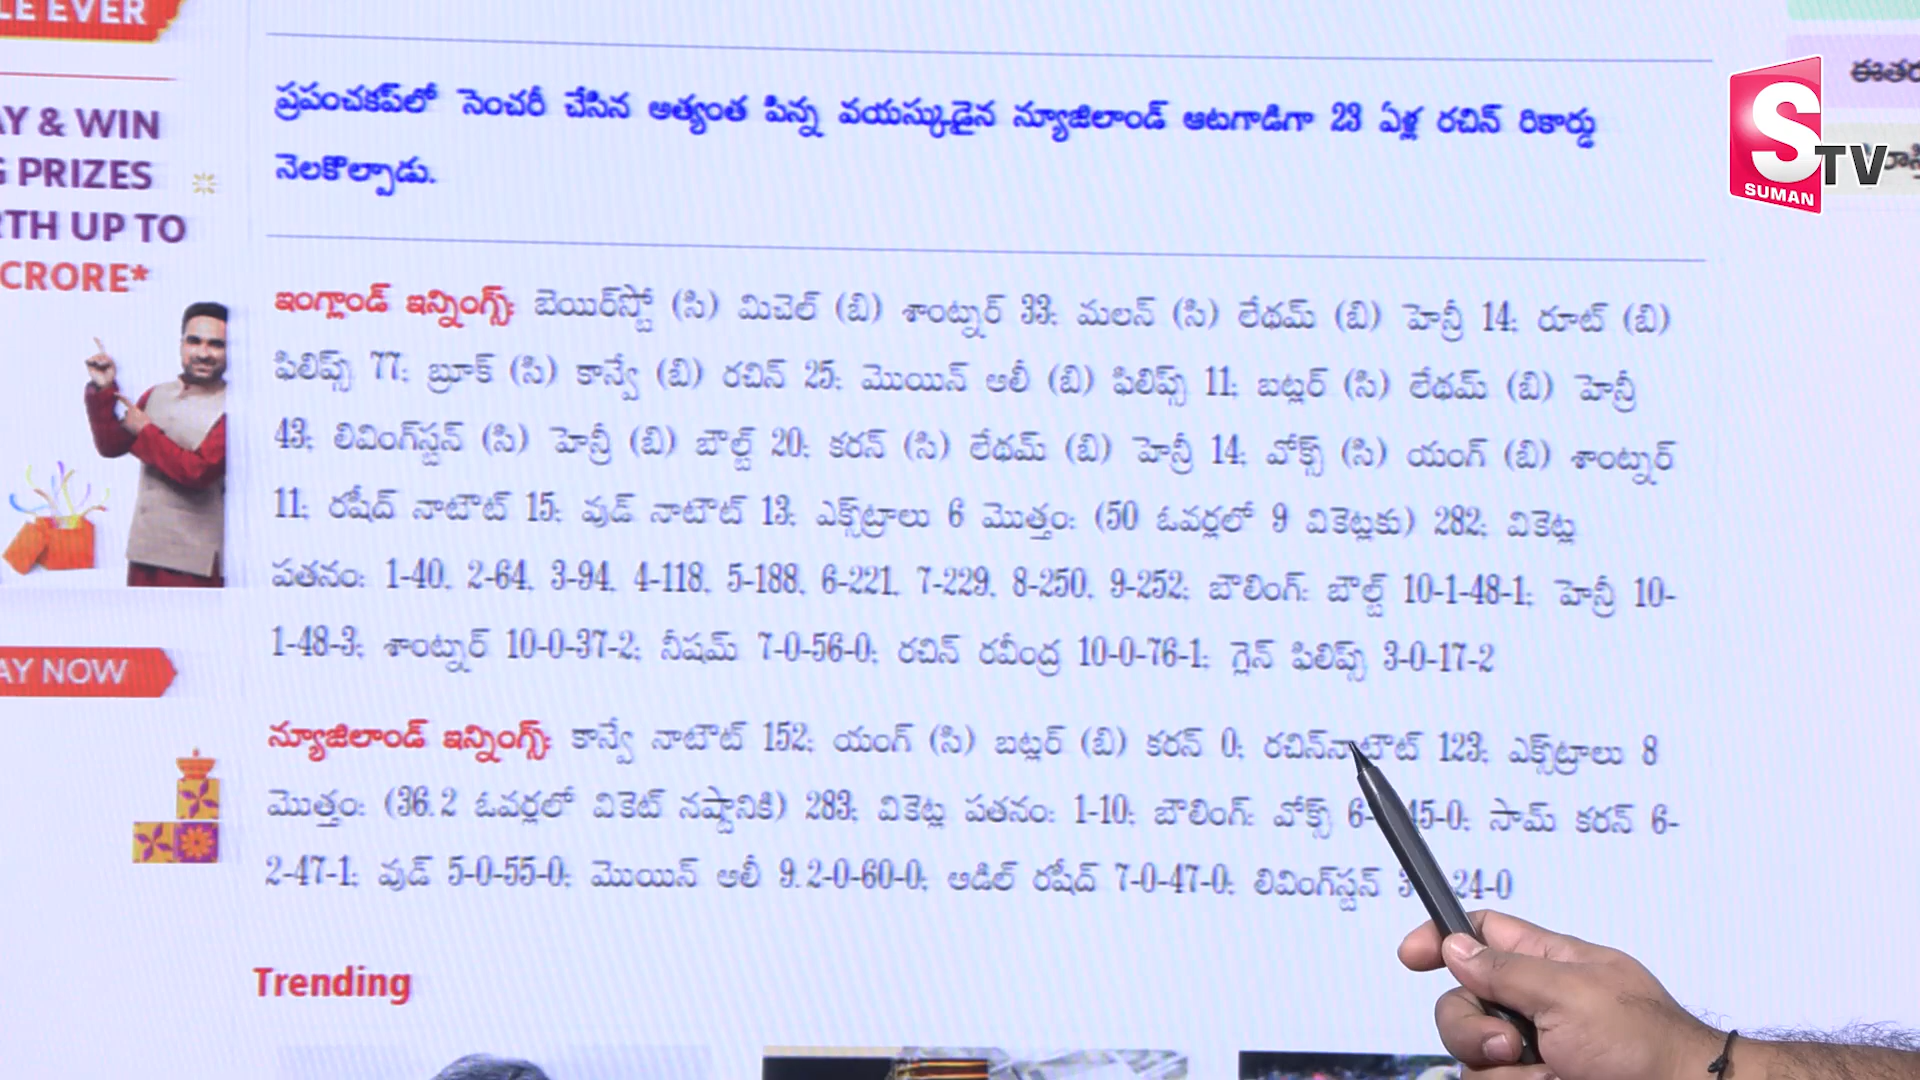 LE EVER
AY & WIN
G PRIZES
RTH UP TO
CRORE*
AY NOW
ప్రపంచకప్‌లో సెంచరీ చేసిన అత్యంత పిన్న వయస్కుడైన న్యూజిలాండ్ ఆటగాడిగా 23 ఏళ్ల రచిన్ రికార్డు
నెలకొల్పాడు.
ఇంగ్లాండ్ ఇన్నింగ్స్: బెయిర్‌స్టో (సి) మిచెల్ (బి) శాంట్నర్ 33; మలన్ (సి) లేథమ్ (బి) హెన్రీ 14; రూట్ (బి)
ఫిలిప్స్ 77; బ్రూక్ (సి) కాన్వే (బి) రచిన్ 25; మొయిన్ ఆలీ (బి) ఫిలిప్స్ 11; బట్లర్ (సి) లేథమ్ (బి) హెన్రీ
43; లివింగ్‌స్టన్ (సి) హెన్రీ (బి) బౌల్ట్ 20; కరన్ (సి) లేథమ్ (బి) హెన్రీ 14; వోక్స్ (సి) యంగ్ (బి) శాంట్నర్
11; రషీద్ నాటౌట్ 15; వుడ్ నాటౌట్ 13; ఎక్స్‌ట్రాలు 6 మొత్తం: (50 ఓవర్లలో 9 వికెట్లకు) 282; వికెట్ల
పతనం: 1-40, 2-64, 3-94, 4-118, 5-188, 6-221, 7-229, 8-250, 9-252; బౌలింగ్: బౌల్ట్ 10-1-48-1; హెన్రీ 10-
1-48-3; శాంట్నర్ 10-0-37-2; నీషమ్ 7-0-56-0; రచిన్ రవీంద్ర 10-0-76-1; గ్లెన్ ఫిలిప్స్ 3-0-17-2
న్యూజిలాండ్ ఇన్నింగ్స్: కాన్వే నాటౌట్ 152; యంగ్ (సి) బట్లర్ (బి) కరన్ 0; రచిన్‌నాటౌట్ 123; ఎక్స్‌ట్రాలు 8
మొత్తం: (36.2 ఓవర్లలో వికెట్ నష్టానికి) 283; వికెట్ల పతనం: 1-10; బౌలింగ్: వోక్స్ 6- 45-0; సామ్ కరన్ 6-
2-47-1; వుడ్ 5-0-55-0; మొయిన్ ఆలీ 9.2-0-60-0; ఆడిల్ రషీద్ 7-0-47-0; లివింగ్‌స్టన్ 24-0
Trending
ఈతర
S TV
SUMAN